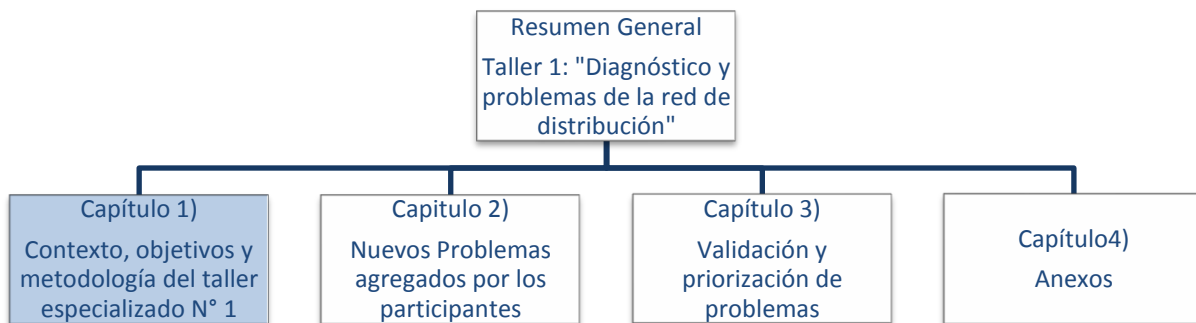 Resumen General
Taller 1: "Diagnóstico y
problemas de la red de
distribución"
Capítulo 1)
Contexto, objetivos y
metodología del taller
especializado N° 1
Capitulo 2)
Nuevos Problemas
agregados por los
participantes
Capítulo 3)
Validación y
priorización de
problemas
Capítulo4)
Anexos